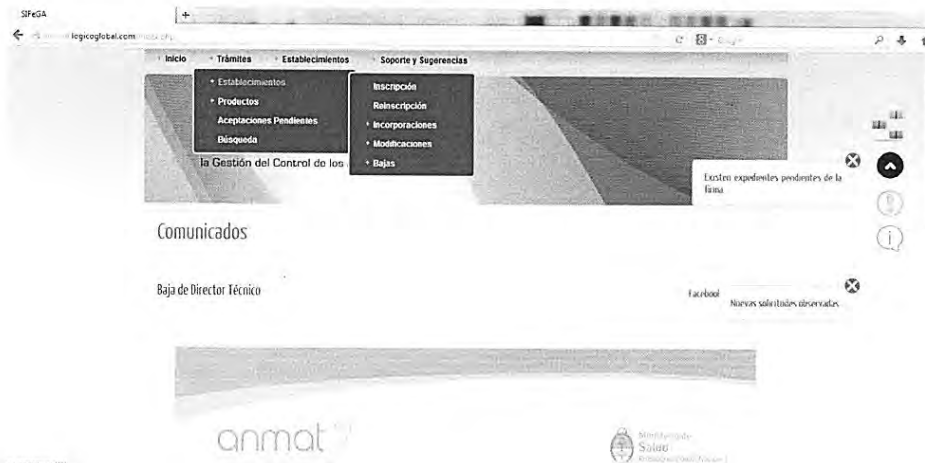 SIFeGA
+
logicoglobal.com
Inicio Trámites Establecimientos Soporte y Sugerencias
Establecimientos
Productos
Aceptaciones Pendientes
Búsqueda
Inscripción
Reinscripción
Incorporaciones
Modificaciones
Bajas
la Gestión del Control de los
Existen expedientes pendientes de la
firma
Comunicados
Baja de Director Técnico
Facebook
Nuevas solicitudes observadas
anmat
Ministerio de
Salud